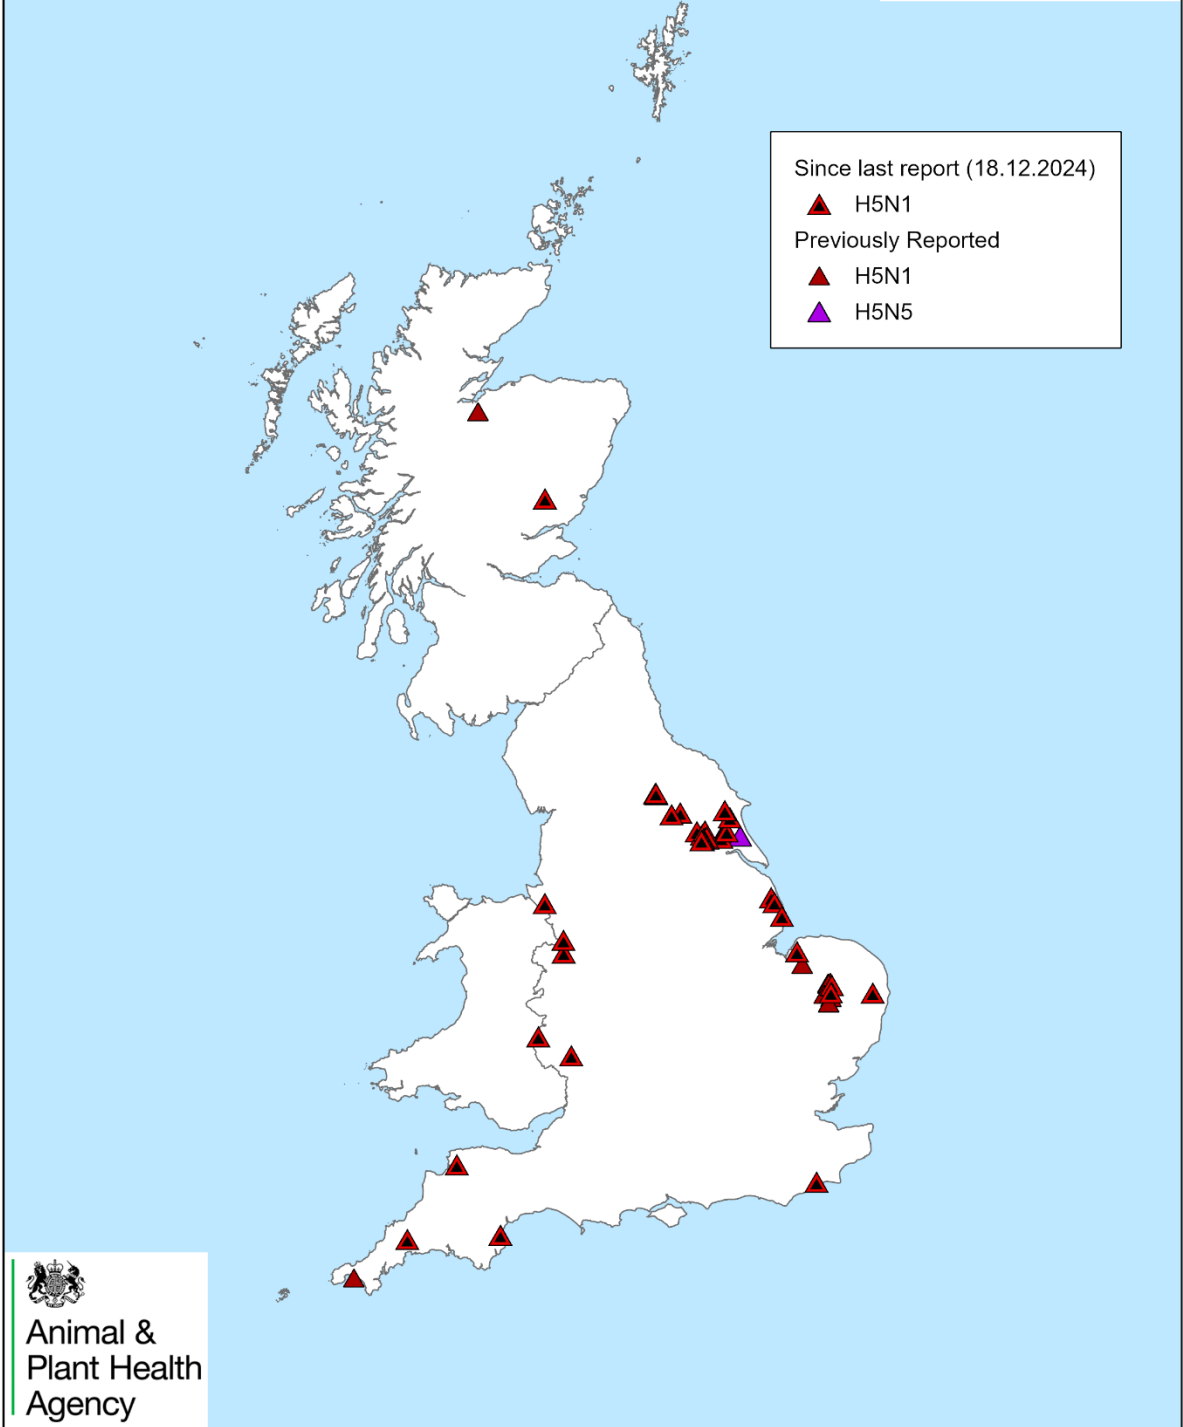 Since last report (18.12.2024)
H5N1
Previously Reported
H5N1
H5N5
Animal &
Plant Health
Agency